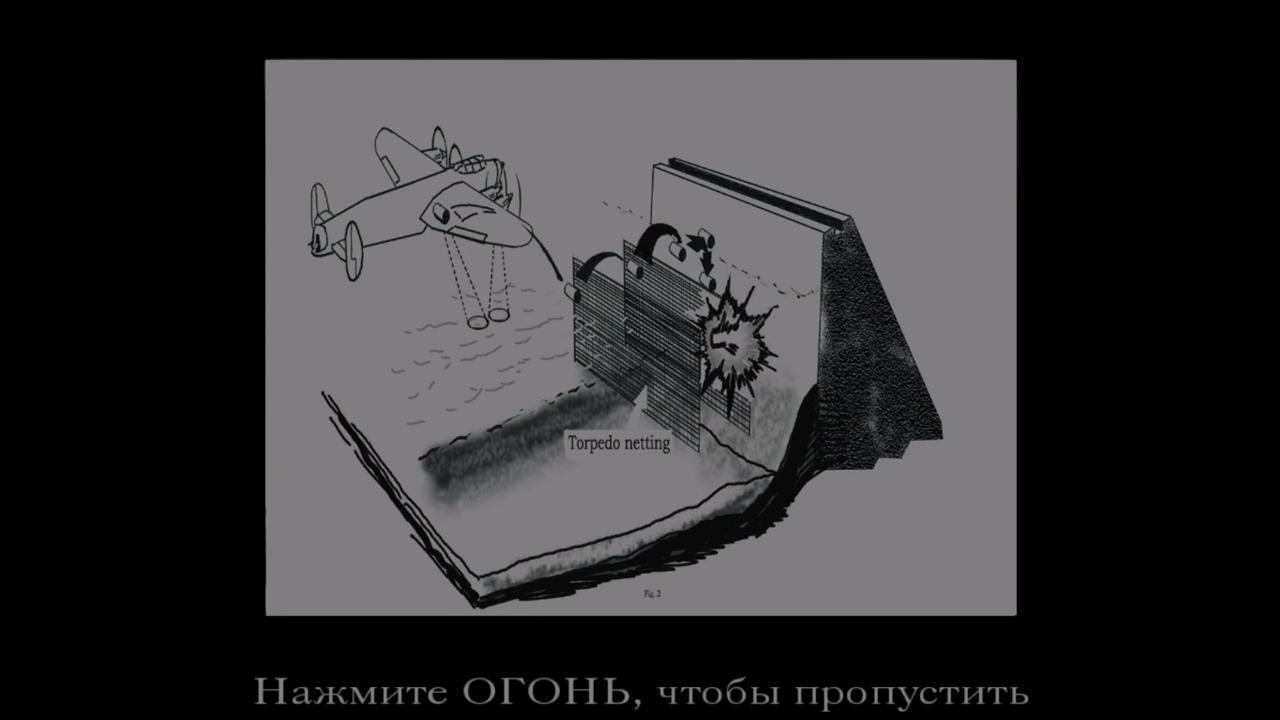 Torpedo netting
Fig. 2
Нажмите ОГОНЬ, чтобы пропустить